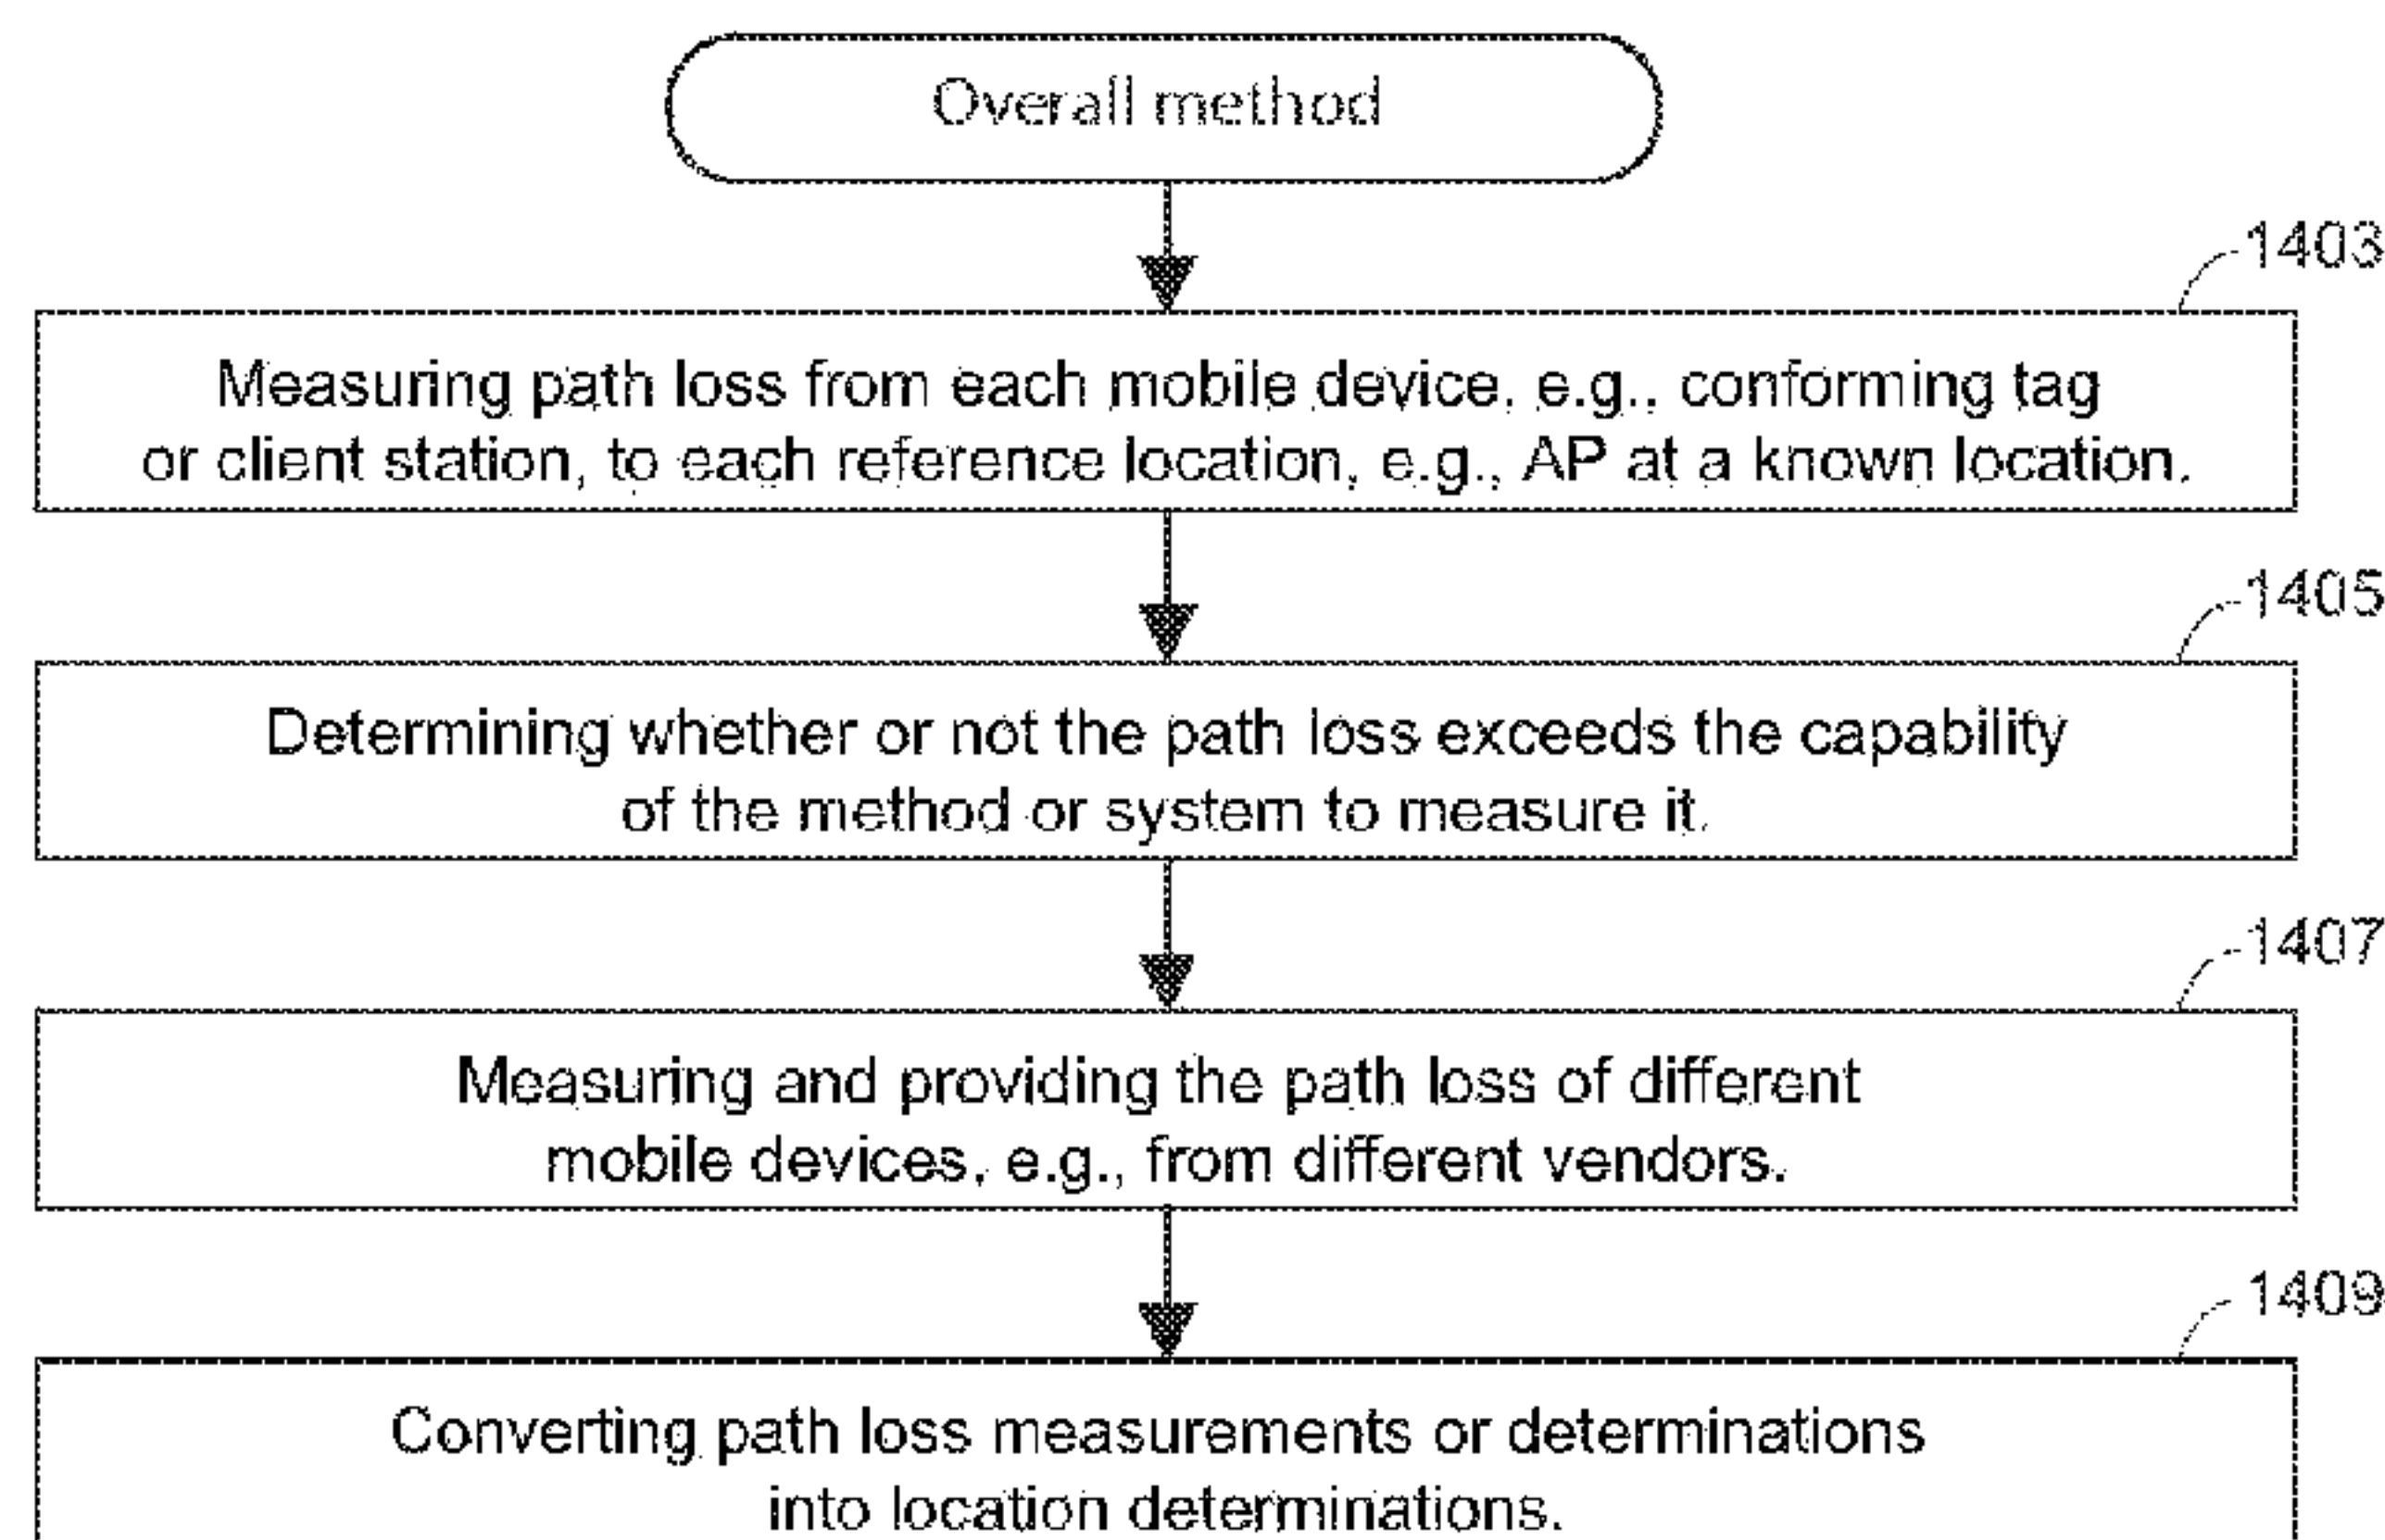 Overall method
1403
Measuring path loss from each mobile device, e.g., conforming tag
or client station, to each reference location, e.g., AP at a known location.
1405
Determining whether or not the path loss exceeds the capability
of the method or system to measure it.
1407
Measuring and providing the path loss of different
mobile devices, e.g., from different vendors.
1409
Converting path loss measurements or determinations
into location determinations.